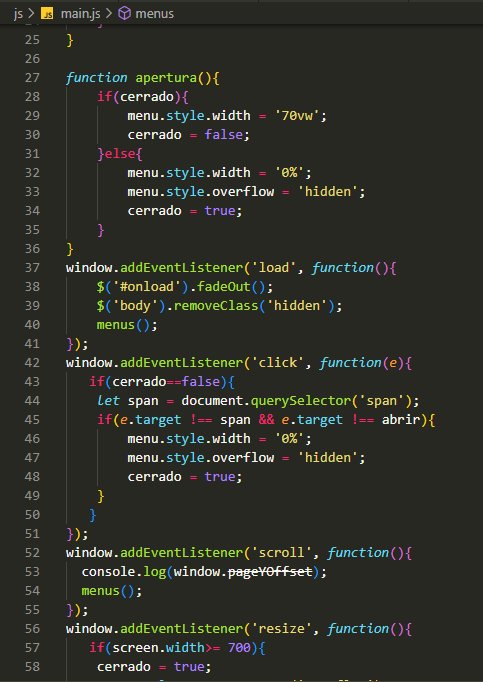 js > JS main.js > menus
25 }
26
27 function apertura(){
28 if(cerrado){
29 menu.style.width = '70vw';
30 cerrado = false;
31 }else{
32 menu.style.width = '0%';
33 menu.style.overflow = 'hidden';
34 cerrado = true;
35 }
36 }
37 window.addEventListener('load', function(){
38 $('#onload').fadeOut();
39 $('body').removeClass('hidden');
40 menus();
41 });
42 window.addEventListener('click', function(e){
43 if(cerrado==false){
44 let span = document.querySelector('span');
45 if(e.target !== span && e.target !== abrir){
46 menu.style.width = '0%';
47 menu.style.overflow = 'hidden';
48 cerrado = true;
49 }
50 }
51 });
52 window.addEventListener('scroll', function(){
53 console.log(window.pageYOffset);
54 menus();
55 });
56 window.addEventListener('resize', function(){
57 if(screen.width>= 700){
58 cerrado = true;